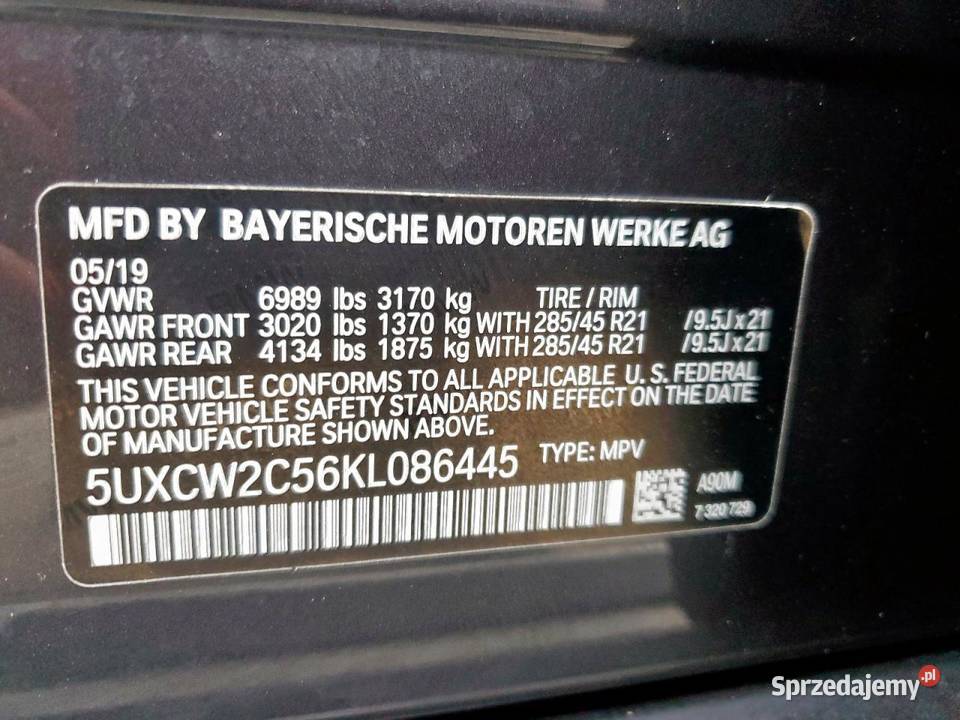 MFD BY BAYERISCHE MOTOREN WERKE AG
05/19
GVWR 6989 lbs 3170 kg TIRE / RIM
GAWR FRONT 3020 lbs 1370 kg WITH 285/45 R21 /9.5J x 21
GAWR REAR 4134 lbs 1875 kg WITH 285/45 R21 /9.5J x 21
THIS VEHICLE CONFORMS TO ALL APPLICABLE U. S. FEDERAL
MOTOR VEHICLE SAFETY STANDARDS IN EFFECT ON THE DATE
OF MANUFACTURE SHOWN ABOVE.
5UXCW2C56KL086445 TYPE: MPV
A90M
7 320 729
Sprzedajemy.pl